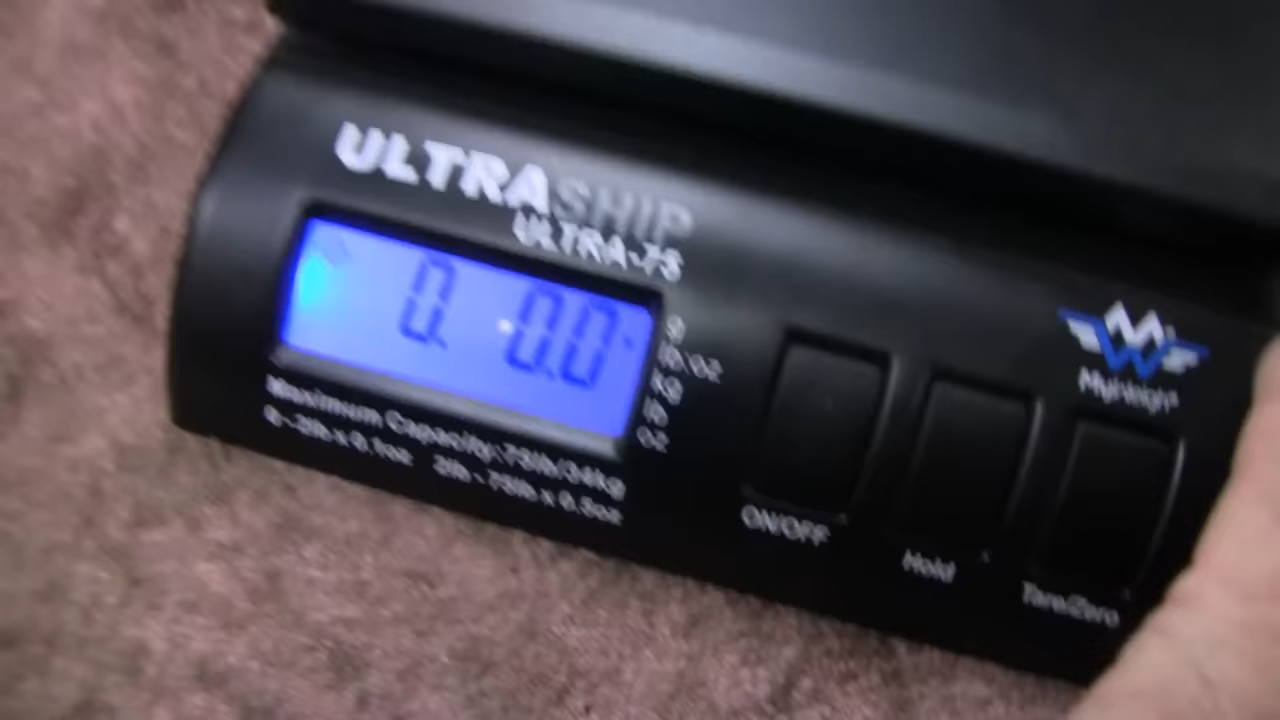 ULTRASHIP
ULTRA-75
0. 0.0
g
lb:oz
kg
lb
oz
Maximum Capacity: 75lb/34kg
0-2lb x 0.1oz 2lb - 75lb x 0.5oz
ON/OFF
Hold
Tare/Zero
MyWeigh